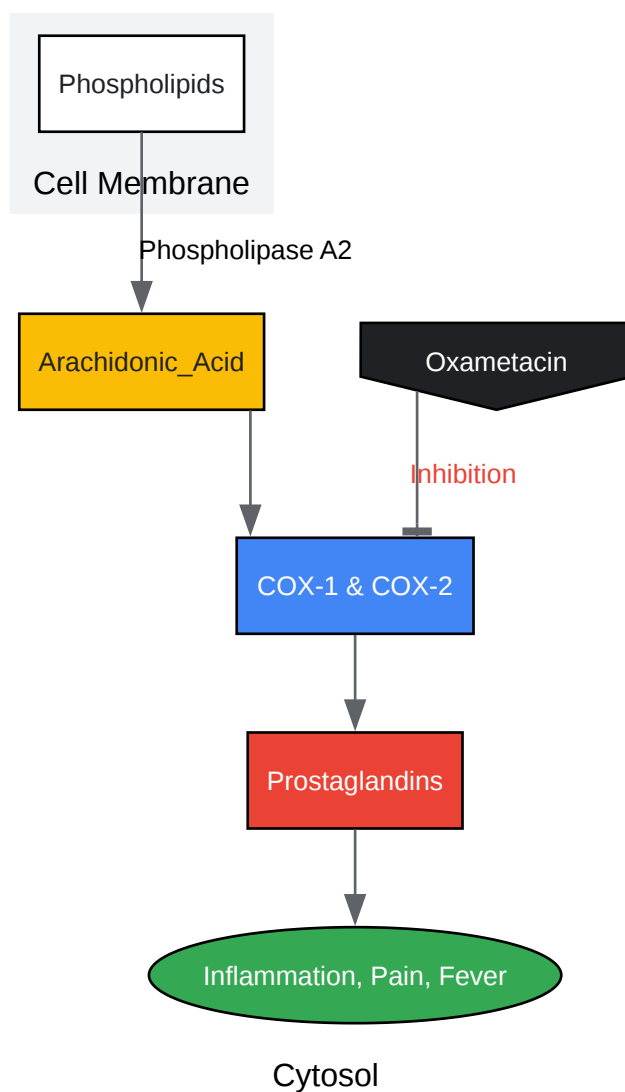 Phospholipids
Cell Membrane
Phospholipase A2
Arachidonic_Acid
Oxametacin
Inhibition
COX-1 & COX-2
Prostaglandins
Inflammation, Pain, Fever
Cytosol